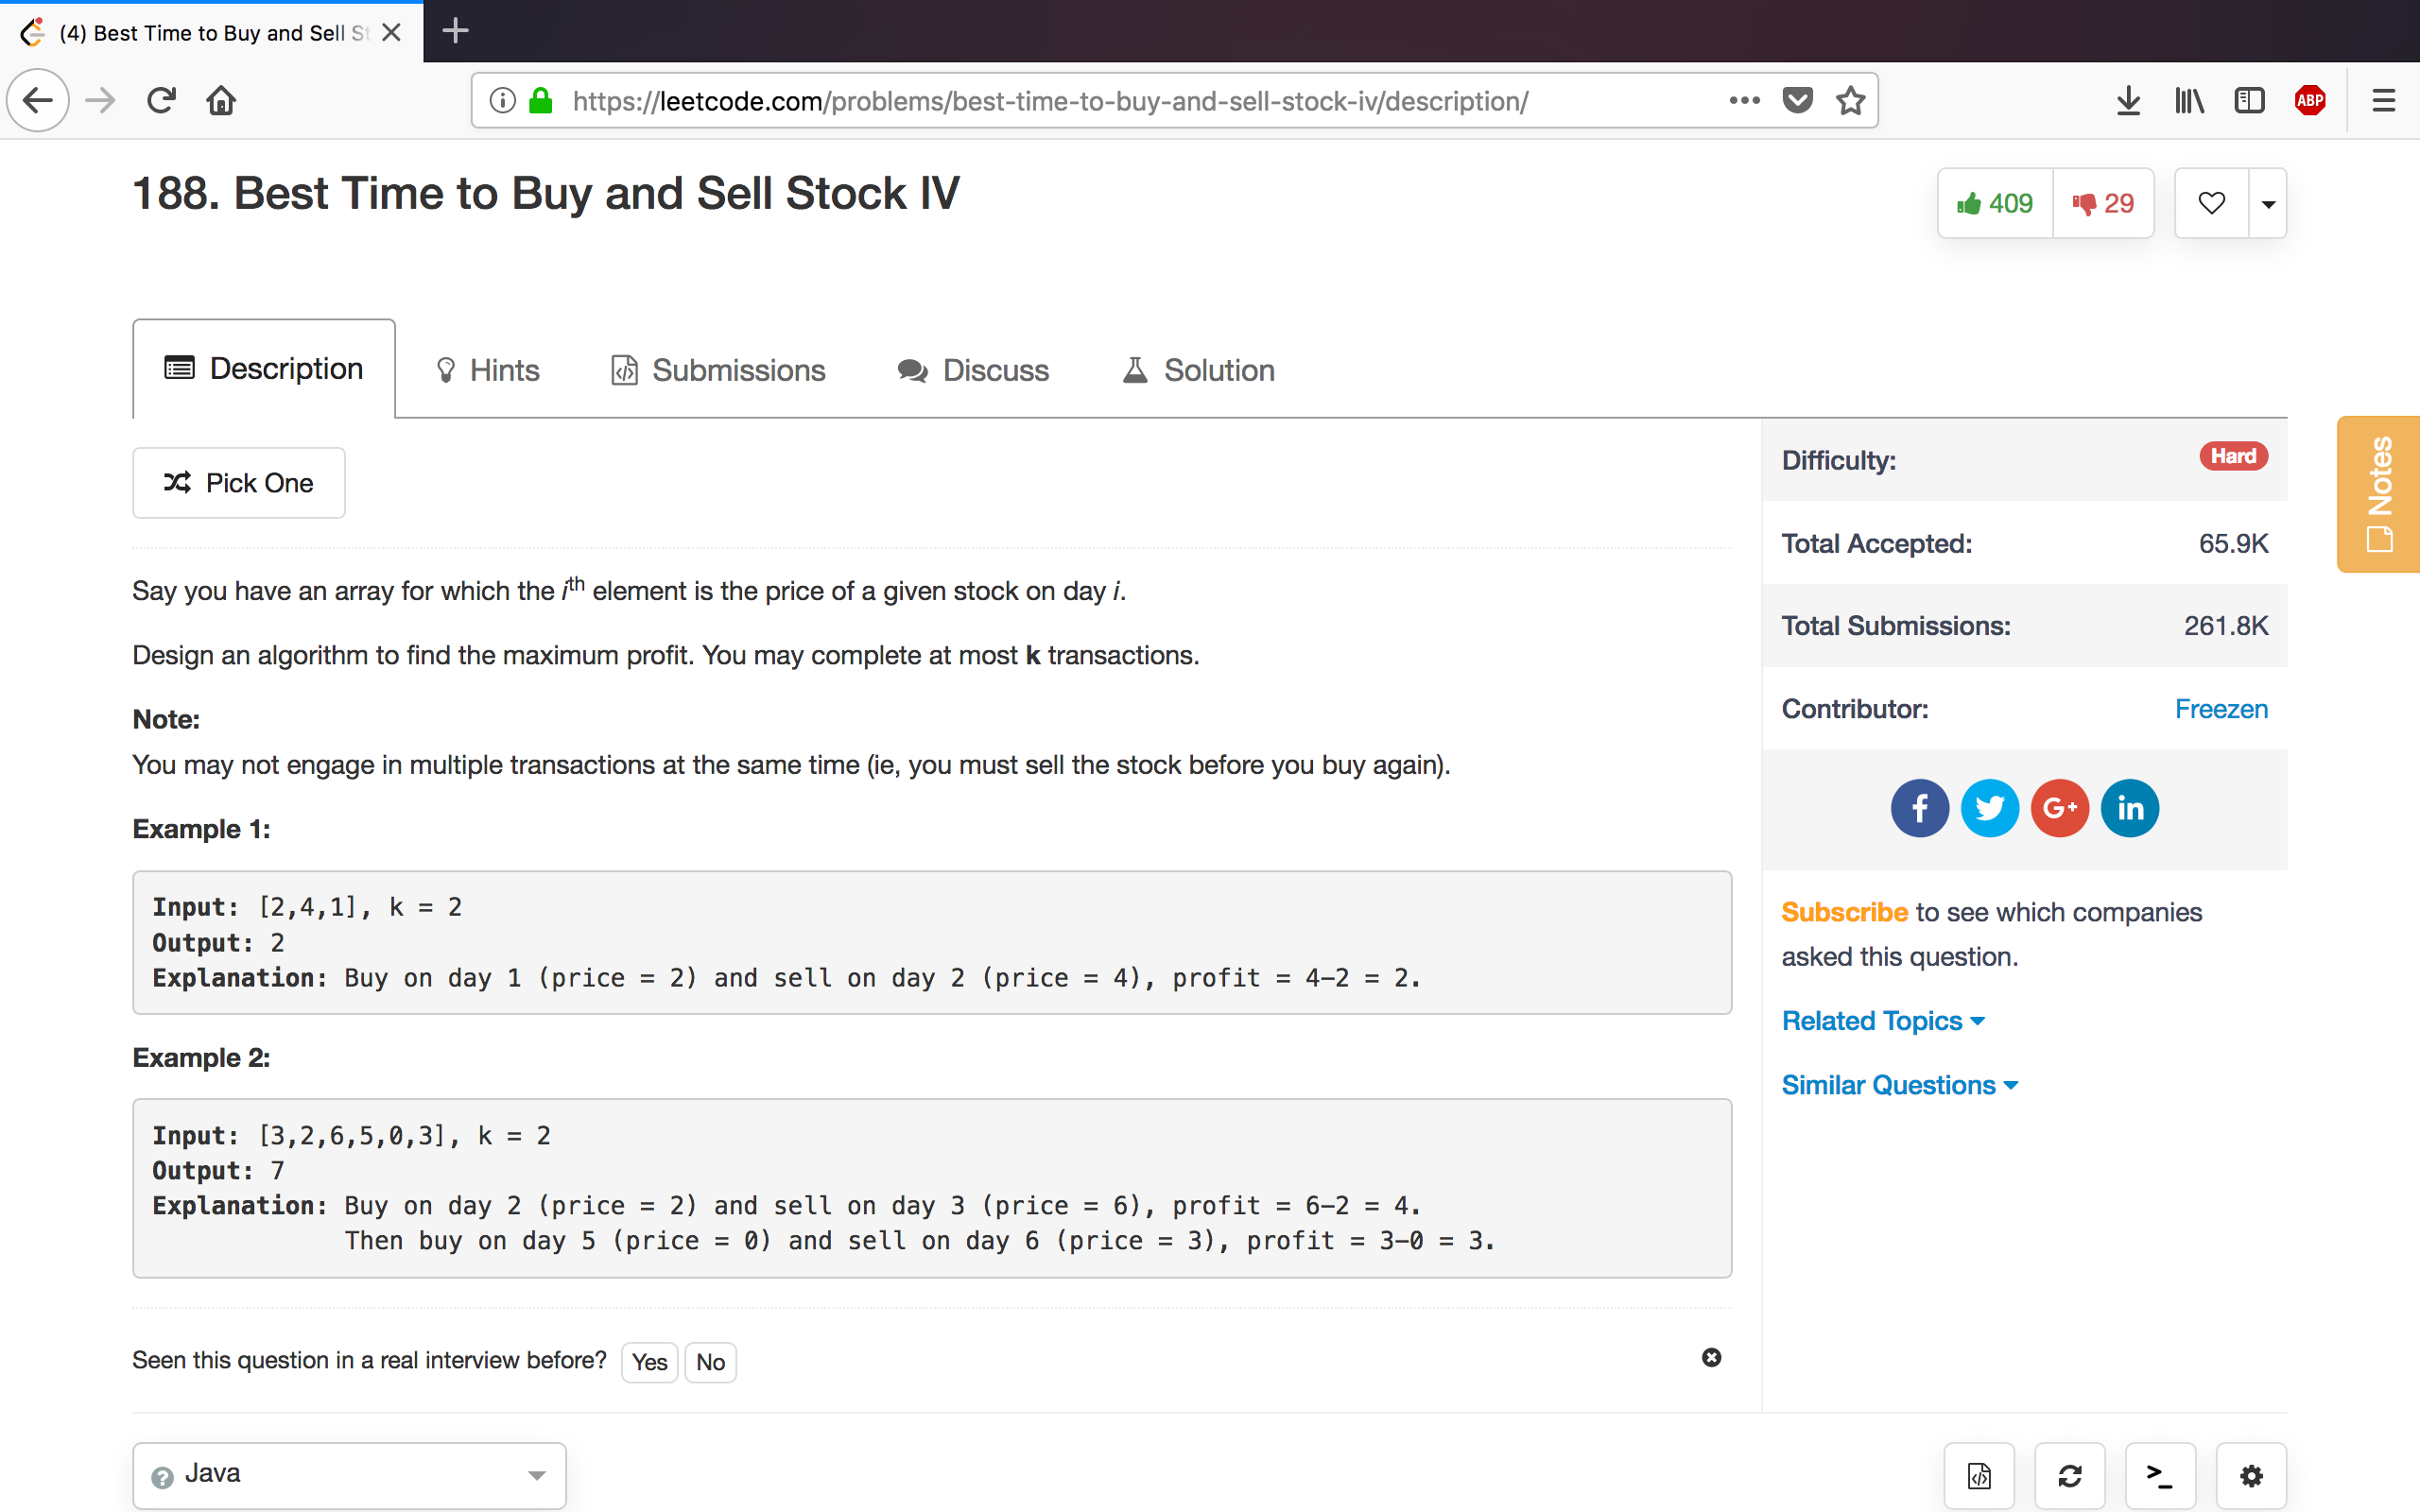 (4) Best Time to Buy and Sell St
https://leetcode.com/problems/best-time-to-buy-and-sell-stock-iv/description/
ABP
188. Best Time to Buy and Sell Stock IV
409
29
Description
Hints
Submissions
Discuss
Solution
Pick One
Say you have an array for which the ith element is the price of a given stock on day i.
Design an algorithm to find the maximum profit. You may complete at most k transactions.
Note:
You may not engage in multiple transactions at the same time (ie, you must sell the stock before you buy again).
Example 1:
Input: [2,4,1], k = 2
Output: 2
Explanation: Buy on day 1 (price = 2) and sell on day 2 (price = 4), profit = 4-2 = 2.
Example 2:
Input: [3,2,6,5,0,3], k = 2
Output: 7
Explanation: Buy on day 2 (price = 2) and sell on day 3 (price = 6), profit = 6-2 = 4.
Then buy on day 5 (price = 0) and sell on day 6 (price = 3), profit = 3-0 = 3.
Seen this question in a real interview before? Yes No
Java
Difficulty: Hard
Total Accepted: 65.9K
Total Submissions: 261.8K
Contributor: Freezen
f
G+
in
Subscribe to see which companies
asked this question.
Related Topics
Similar Questions
Notes